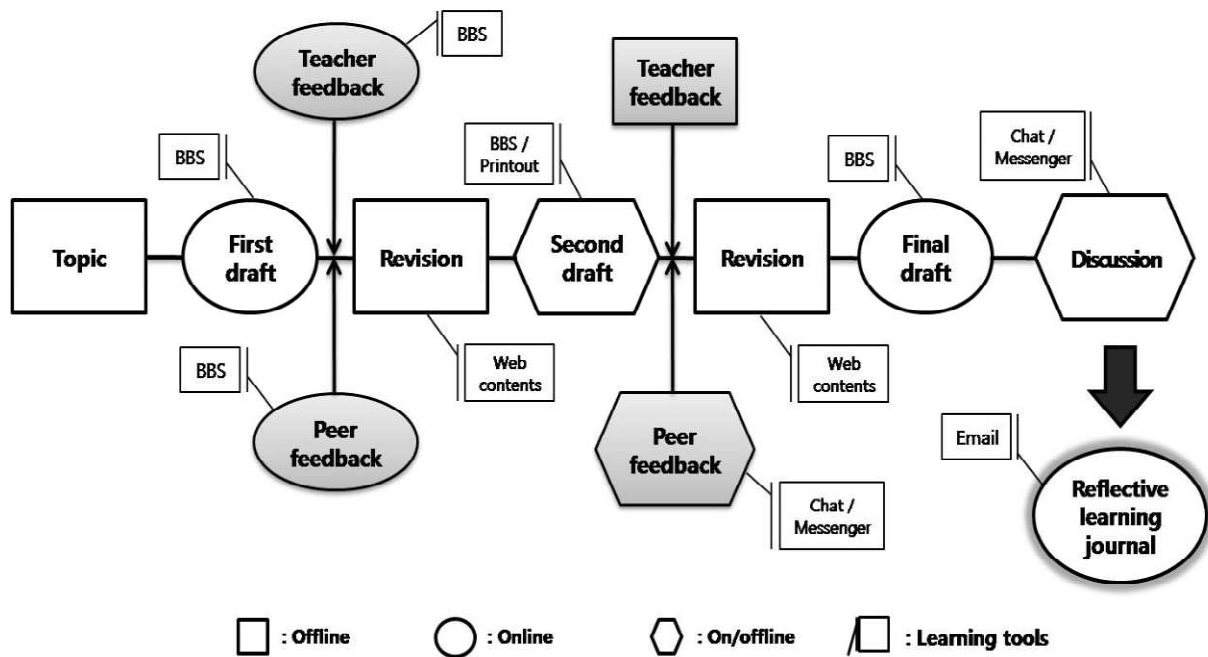 Teacher
feedback
BBS
Teacher
feedback
BBS
BBS /
Printout
BBS
Chat /
Messenger
Topic
First
draft
Revision
Second
draft
Revision
Final
draft
Discussion
BBS
Web
contents
Web
contents
Peer
feedback
Peer
feedback
Email
Chat /
Messenger
Reflective
learning
journal
: Offline
: Online
: On/offline
: Learning tools